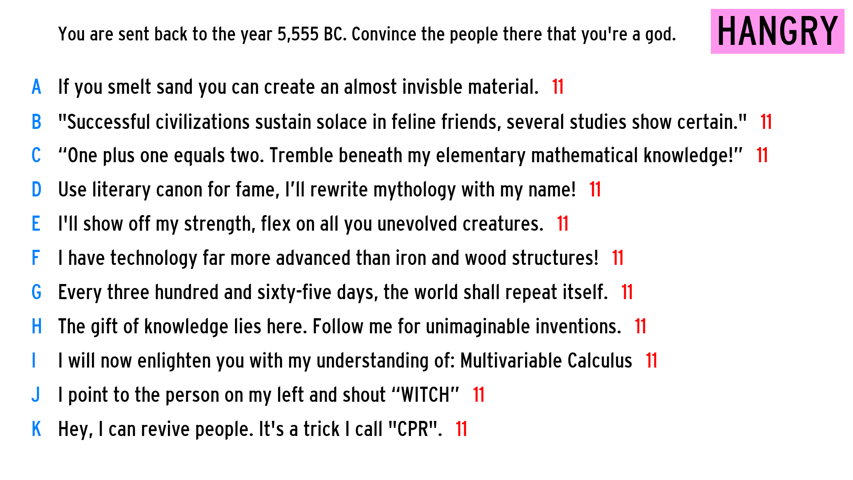 You are sent back to the year 5,555 BC. Convince the people there that you're a god.
HANGRY
A If you smelt sand you can create an almost invisble material. 11
B "Successful civilizations sustain solace in feline friends, several studies show certain." 11
C “One plus one equals two. Tremble beneath my elementary mathematical knowledge!” 11
D Use literary canon for fame, I’ll rewrite mythology with my name! 11
E I'll show off my strength, flex on all you unevolved creatures. 11
F I have technology far more advanced than iron and wood structures! 11
G Every three hundred and sixty-five days, the world shall repeat itself. 11
H The gift of knowledge lies here. Follow me for unimaginable inventions. 11
I I will now enlighten you with my understanding of: Multivariable Calculus 11
J I point to the person on my left and shout “WITCH” 11
K Hey, I can revive people. It's a trick I call "CPR". 11